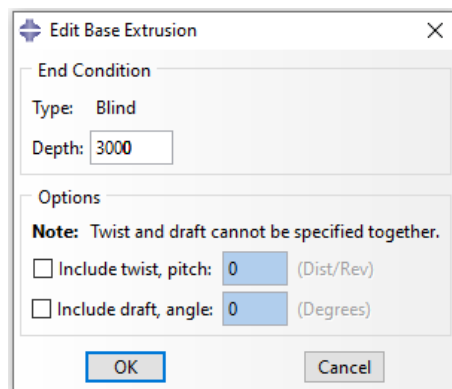 Edit Base Extrusion
End Condition
Type: Blind
Depth: 3000
Options
Note: Twist and draft cannot be specified together.
Include twist, pitch: 0 (Dist/Rev)
Include draft, angle: 0 (Degrees)
OK Cancel